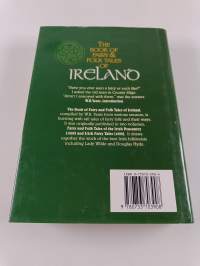 THE
BOOK OF
FAIRY &
FOLK TALES
OF
IRELAND
"Have you ever seen a fairy or such like?"
I asked the old man in County Sligo.
"Amn't I annoyed with them," was the answer.
W.B. Yeats, Introduction
The Book of Fairy and Folk Tales of Ireland,
compiled by W.B. Yeats from various sources, is
bursting with tall tales of fairy folk and their ways.
It was originally published in two volumes,
Fairy and Folk Tales of the Irish Peasantry
(1888) and Irish Fairy Tales (1892). It draws
together the work of the two Irish folklorists
including Lady Wilde and Douglas Hyde.